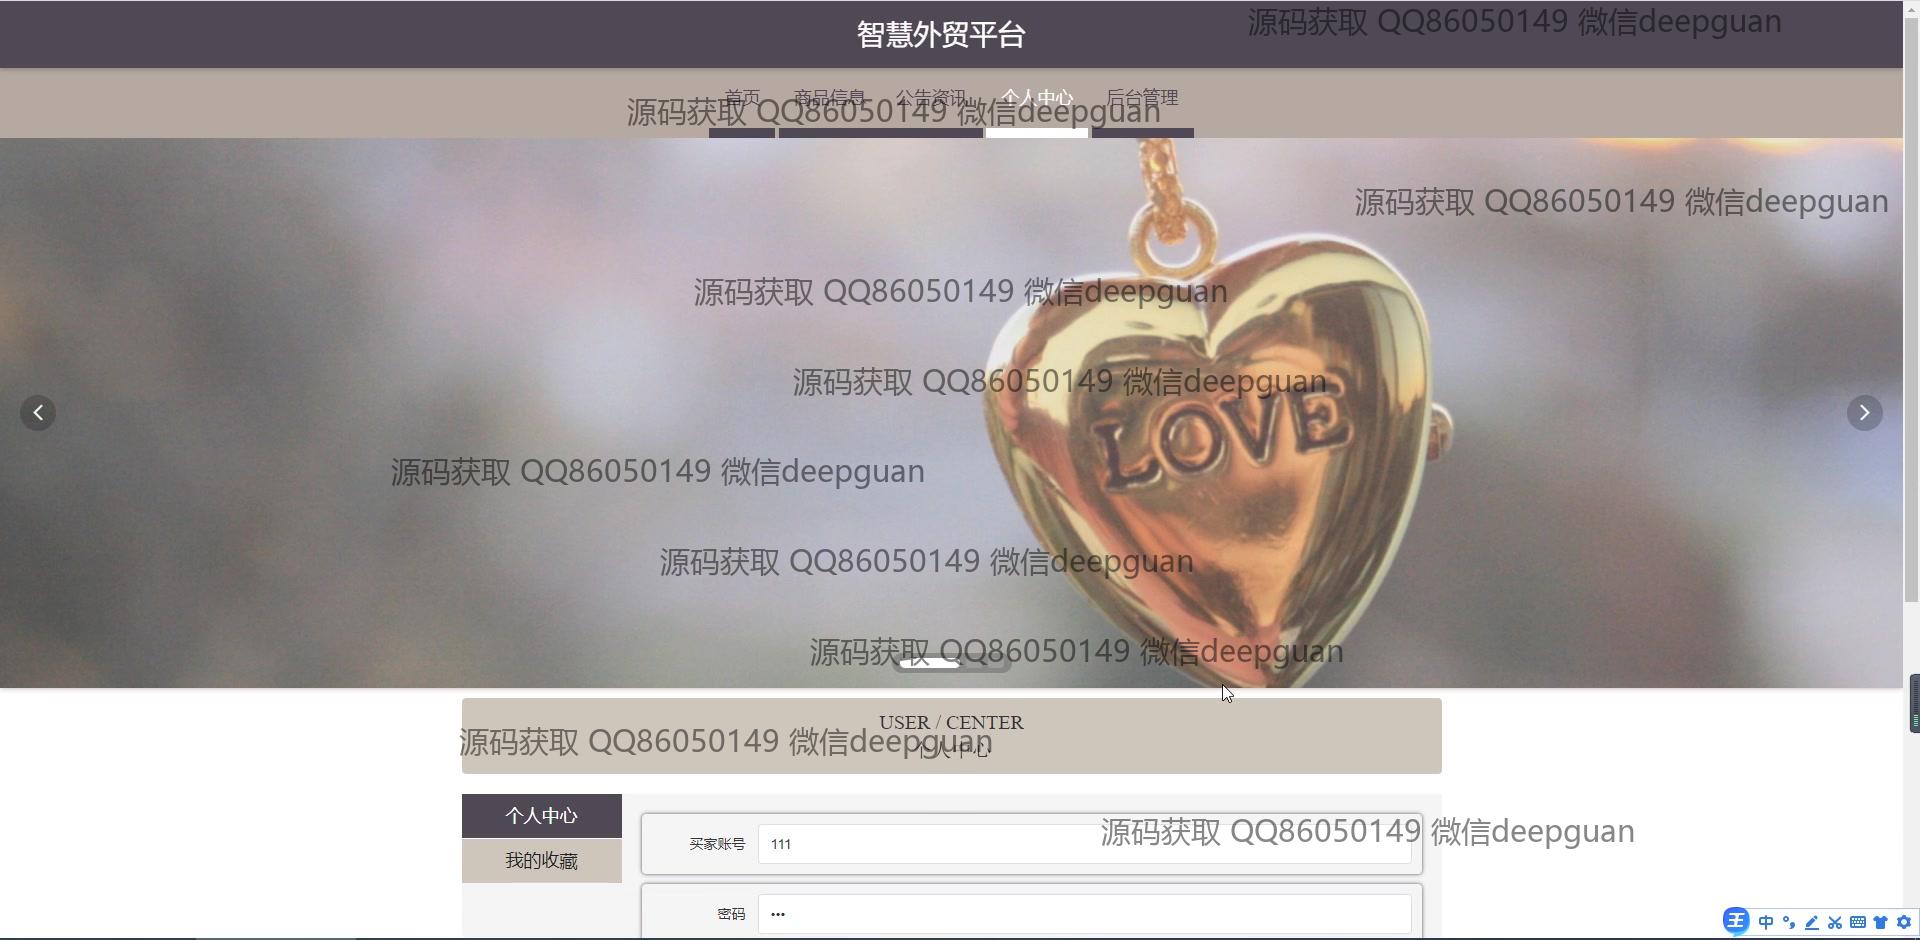 智慧外贸平台
源码获取 QQ86050149 微信deepguan
首页 商品信息 公告资讯 个人中心 后台管理
源码获取 QQ86050149 微信deepguan
源码获取 QQ86050149 微信deepguan
源码获取 QQ86050149 微信deepguan
源码获取 QQ86050149 微信deepguan
LOVE
源码获取 QQ86050149 微信deepguan
源码获取 QQ86050149 微信deepguan
源码获取 QQ86050149 微信deepguan
USER / CENTER
源码获取 QQ86050149 微信deepguan
个人中心
个人中心
源码获取 QQ86050149 微信deepguan
买家账号 111
我的收藏
密码 •••
王 中